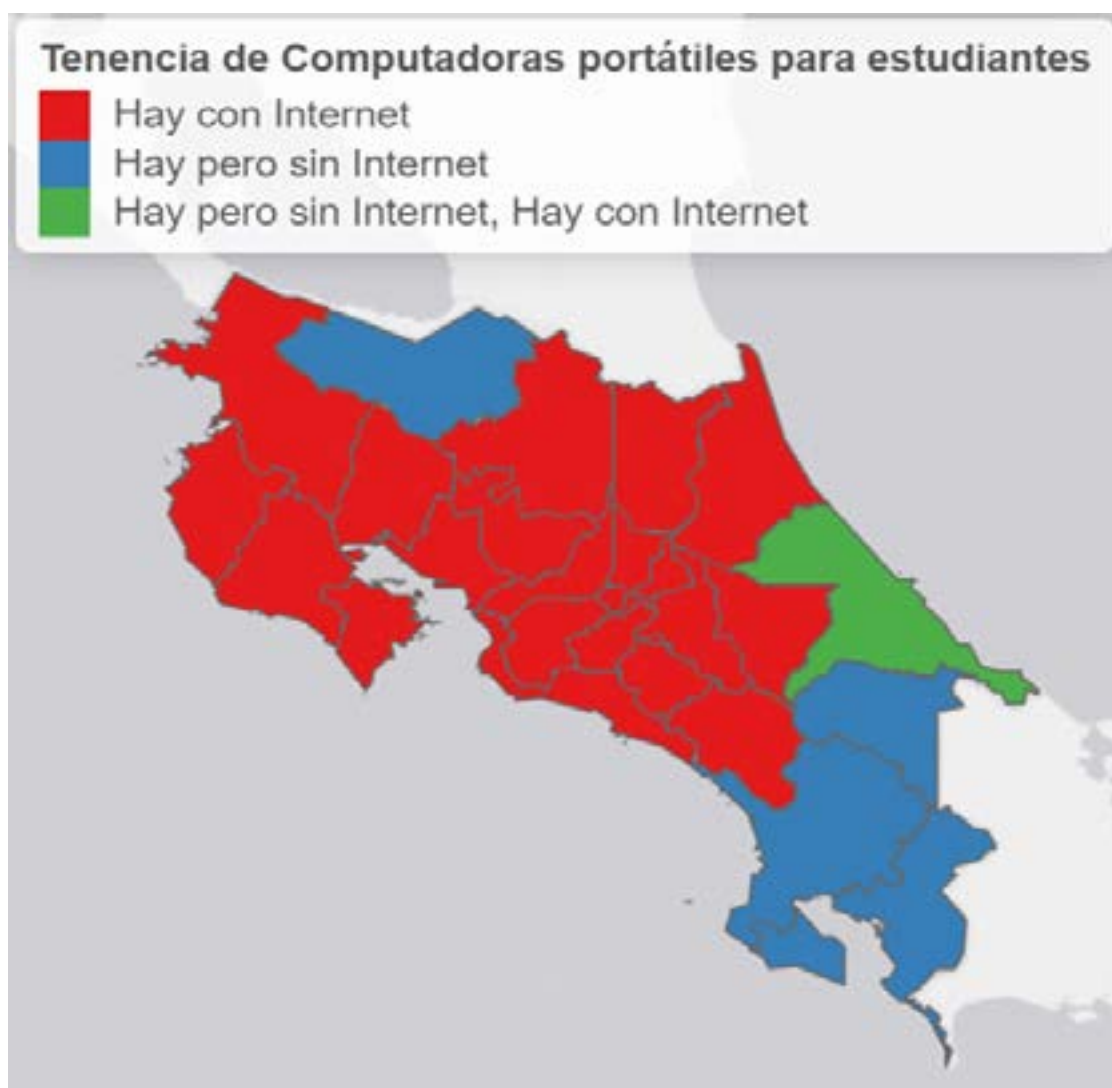 Tenencia de Computadoras portátiles para estudiantes
Hay con Internet
Hay pero sin Internet
Hay pero sin Internet, Hay con Internet